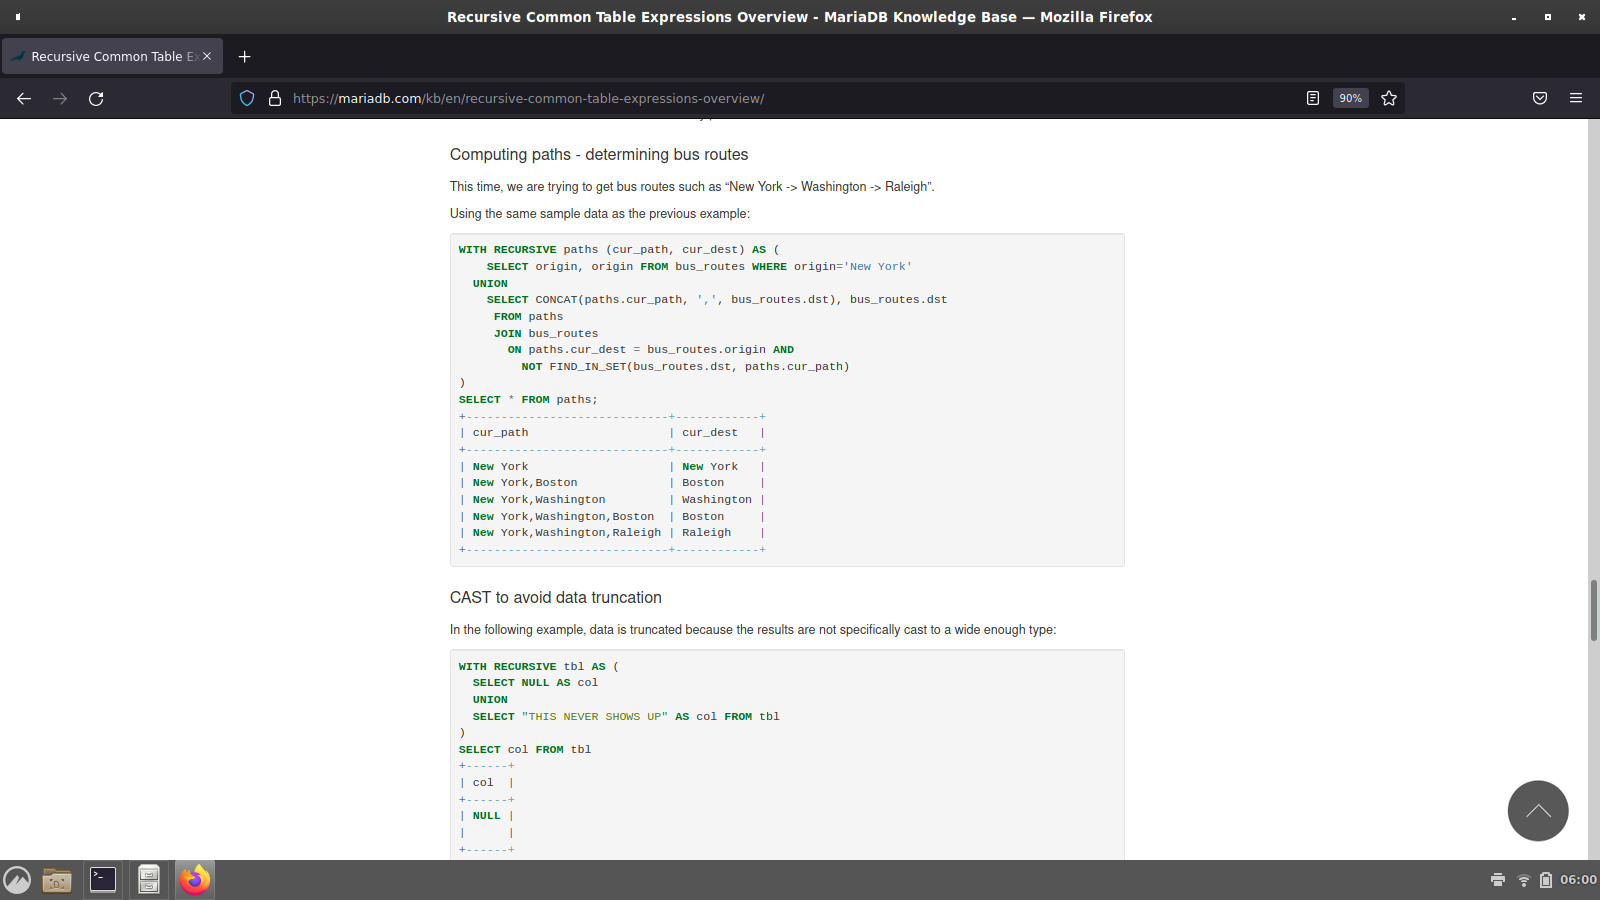 Recursive Common Table Expressions Overview - MariaDB Knowledge Base — Mozilla Firefox
Recursive Common Table Ex
https://mariadb.com/kb/en/recursive-common-table-expressions-overview/
90%
Computing paths - determining bus routes
This time, we are trying to get bus routes such as “New York -> Washington -> Raleigh”.
Using the same sample data as the previous example:
WITH RECURSIVE paths (cur_path, cur_dest) AS (
    SELECT origin, origin FROM bus_routes WHERE origin='New York'
  UNION
    SELECT CONCAT(paths.cur_path, ',', bus_routes.dst), bus_routes.dst
     FROM paths
     JOIN bus_routes
       ON paths.cur_dest = bus_routes.origin AND
         NOT FIND_IN_SET(bus_routes.dst, paths.cur_path)
)
SELECT * FROM paths;
+-----------------------------+------------+
| cur_path                    | cur_dest   |
+-----------------------------+------------+
| New York                    | New York   |
| New York,Boston             | Boston     |
| New York,Washington         | Washington |
| New York,Washington,Boston  | Boston     |
| New York,Washington,Raleigh | Raleigh    |
+-----------------------------+------------+
CAST to avoid data truncation
In the following example, data is truncated because the results are not specifically cast to a wide enough type:
WITH RECURSIVE tbl AS (
  SELECT NULL AS col
  UNION
  SELECT "THIS NEVER SHOWS UP" AS col FROM tbl
)
SELECT col FROM tbl
+------+
| col  |
+------+
| NULL |
|      |
+------+
06:00